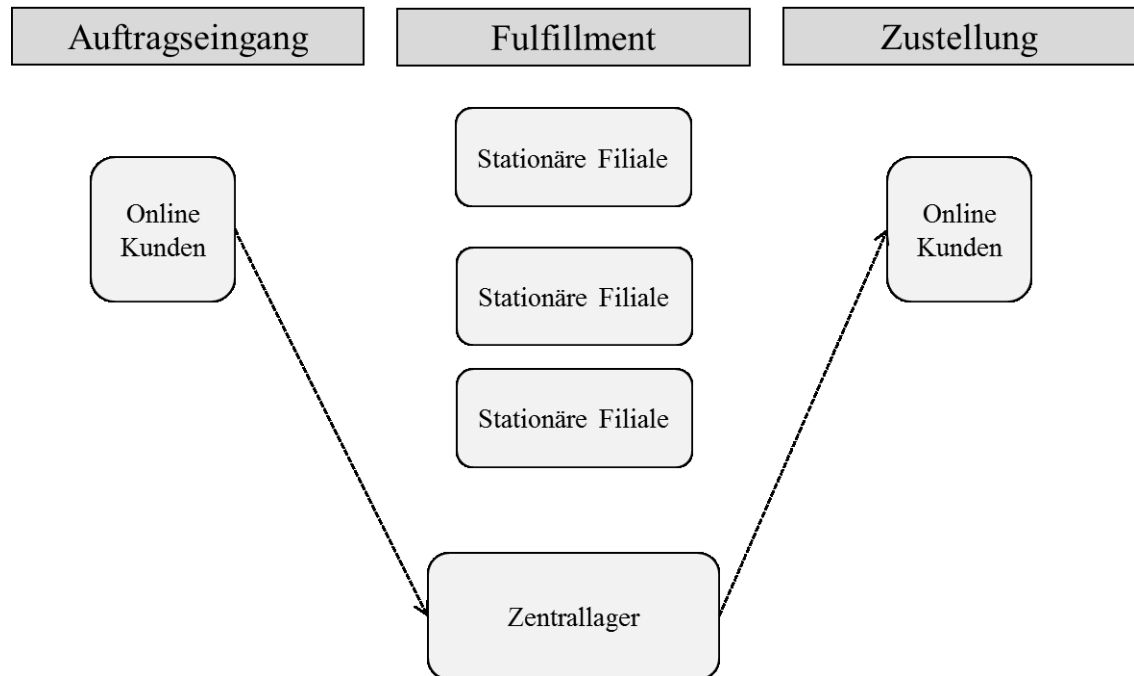 Auftragseingang
Fulfillment
Zustellung
Stationäre Filiale
Online
Kunden
Online
Kunden
Stationäre Filiale
Stationäre Filiale
Zentrallager